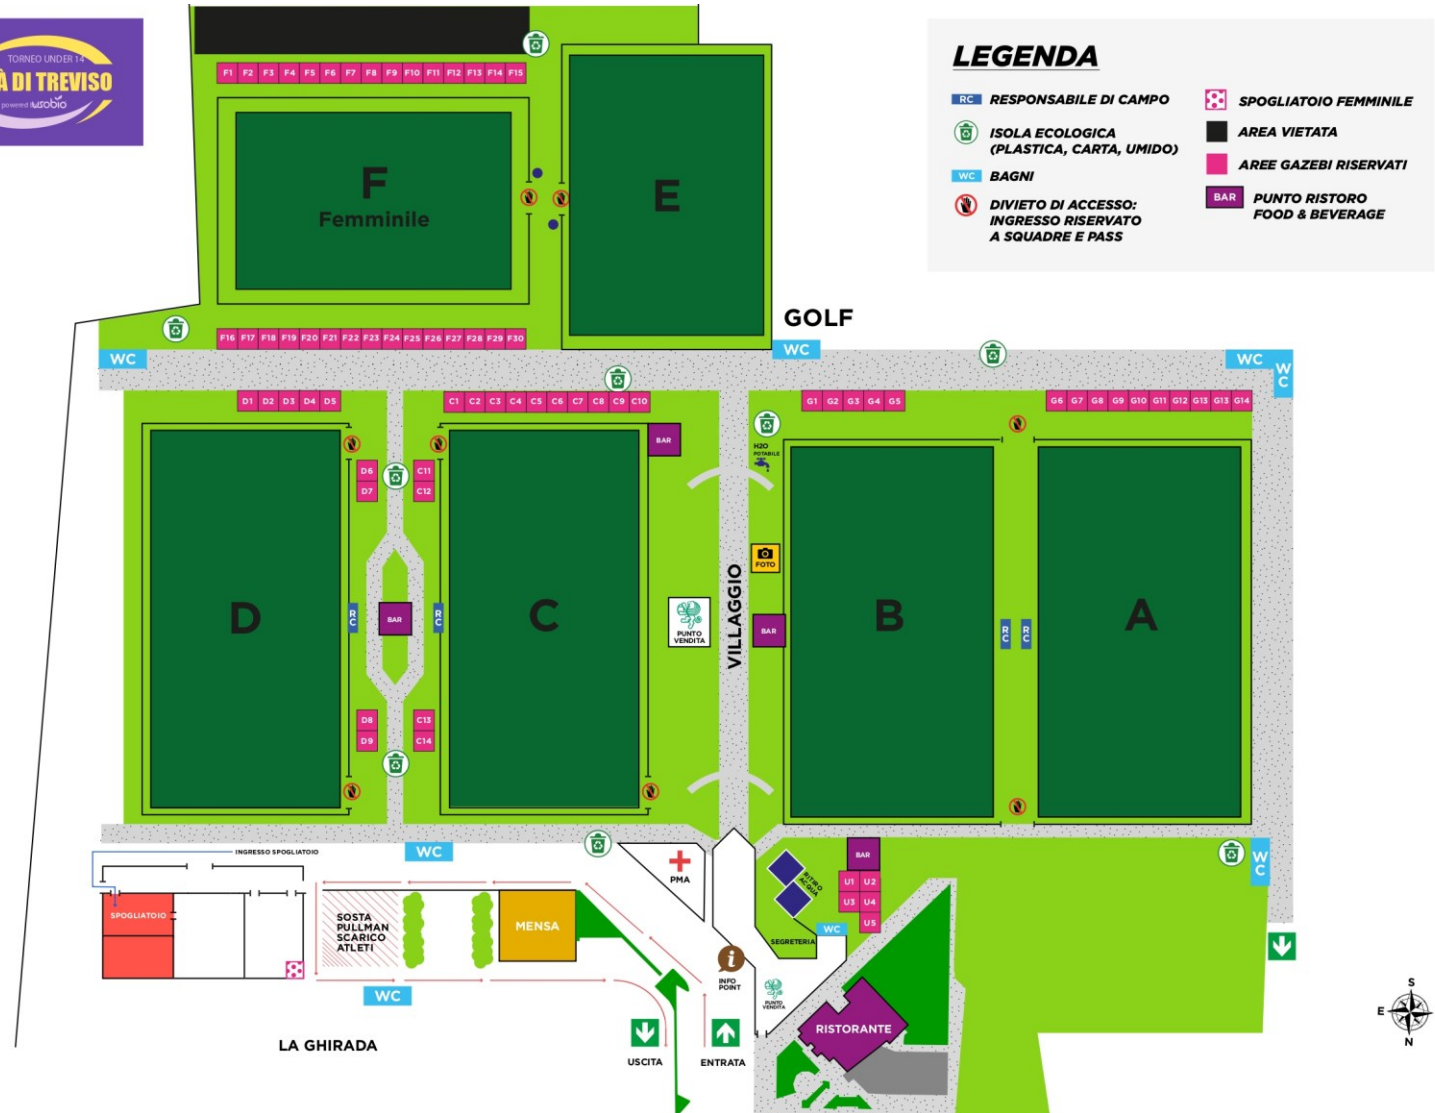 TORNEO UNDER 14
À DI TREVISO
powered by usobio
LEGENDA
RC RESPONSABILE DI CAMPO
ISOLA ECOLOGICA
(PLASTICA, CARTA, UMIDO)
WC BAGNI
DIVIETO DI ACCESSO:
INGRESSO RISERVATO
A SQUADRE E PASS
SPOGLIATOIO FEMMINILE
AREA VIETATA
AREE GAZEBI RISERVATI
BAR PUNTO RISTORO
FOOD & BEVERAGE
F1 F2 F3 F4 F5 F6 F7 F8 F9 F10 F11 F12 F13 F14 F15
F
Femminile
E
F16 F17 F18 F19 F20 F21 F22 F23 F24 F25 F26 F27 F28 F29 F30
GOLF
WC
WC
WC
WC
D1 D2 D3 D4 D5
C1 C2 C3 C4 C5 C6 C7 C8 C9 C10
G1 G2 G3 G4 G5
G6 G7 G8 G9 G10 G11 G12 G13 G13 G14
BAR
H2O
POTABILE
D6
D7
C11
C12
FOTO
D
RC
BAR
RC
C
PUNTO
VENDITA
VILLAGGIO
BAR
B
RC
RC
A
D8
D9
C13
C14
INGRESSO SPOGLIATOIO
WC
PMA
RITIRO
ACQUA
BAR
U1 U2
U3 U4
U5
WC
SPOGLIATOIO
SOSTA
PULLMAN
SCARICO
ATLETI
MENSA
WC
SEGRETERIA
INFO
POINT
PUNTO
VENDITA
WC
LA GHIRADA
USCITA
ENTRATA
RISTORANTE
S
E
N